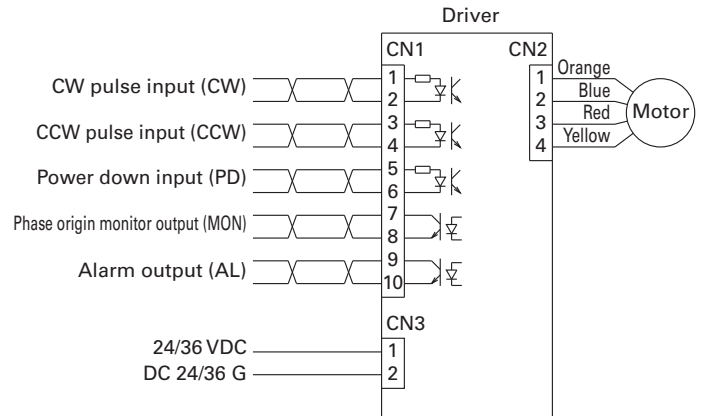 Driver
CN1
CN2
CW pulse input (CW)
1
2
CCW pulse input (CCW)
3
4
Power down input (PD)
5
6
Phase origin monitor output (MON)
7
8
Alarm output (AL)
9
10
1 Orange
2 Blue
3 Red
4 Yellow
Motor
CN3
24/36 VDC 1
DC 24/36 G 2